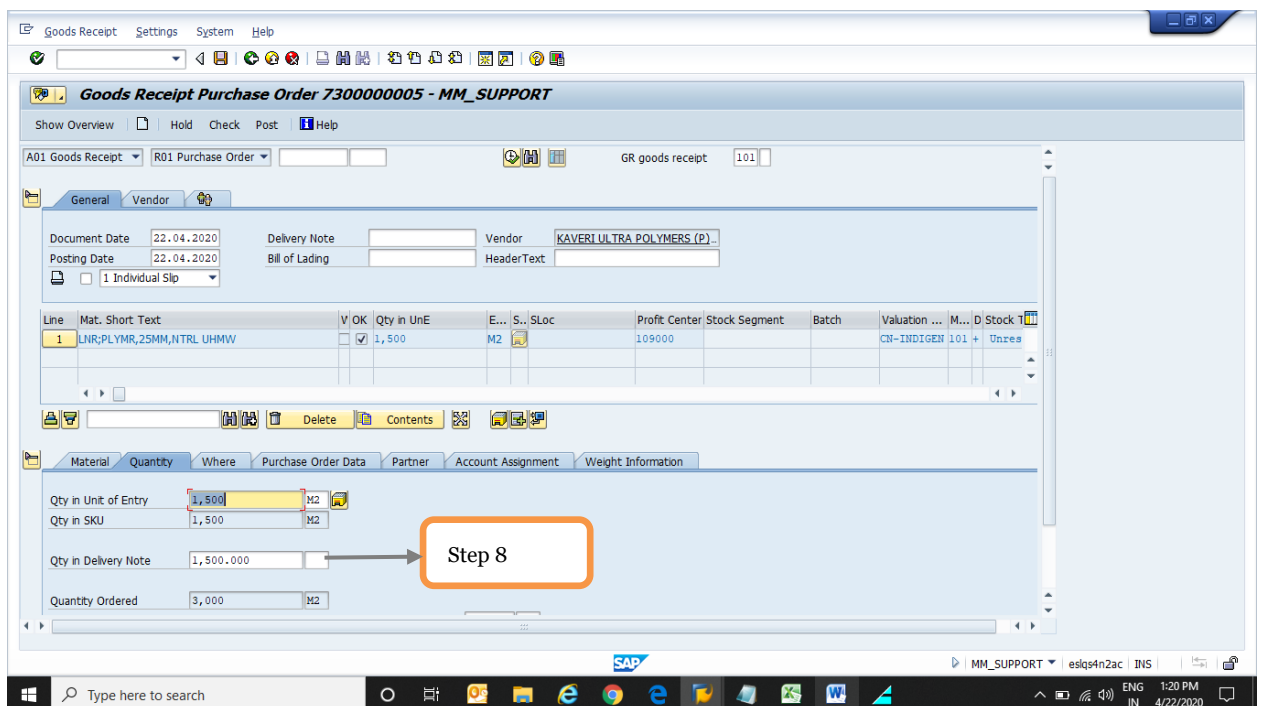 Goods Receipt Settings System Help
Goods Receipt Purchase Order 7300000005 - MM_SUPPORT
Show Overview Hold Check Post Help
A01 Goods Receipt R01 Purchase Order GR goods receipt 101
General Vendor
Document Date 22.04.2020 Delivery Note Vendor KAVERI ULTRA POLYMERS (P)...
Posting Date 22.04.2020 Bill of Lading HeaderText
1 Individual Slip
Line Mat. Short Text V OK Qty in UnE E... S... SLoc Profit Center Stock Segment Batch Valuation ... M... D Stock T
1 LNR;PLYMR,25MM,NTRL UHMW 1,500 M2 109000 CN-INDIGEN 101 + Unres
Delete Contents
Material Quantity Where Purchase Order Data Partner Account Assignment Weight Information
Qty in Unit of Entry 1,500 M2
Qty in SKU 1,500 M2
Step 8
Qty in Delivery Note 1,500.000
Quantity Ordered 3,000 M2
SAP MM_SUPPORT eslqs4n2ac INS
Type here to search ENG 1:20 PM
IN 4/22/2020